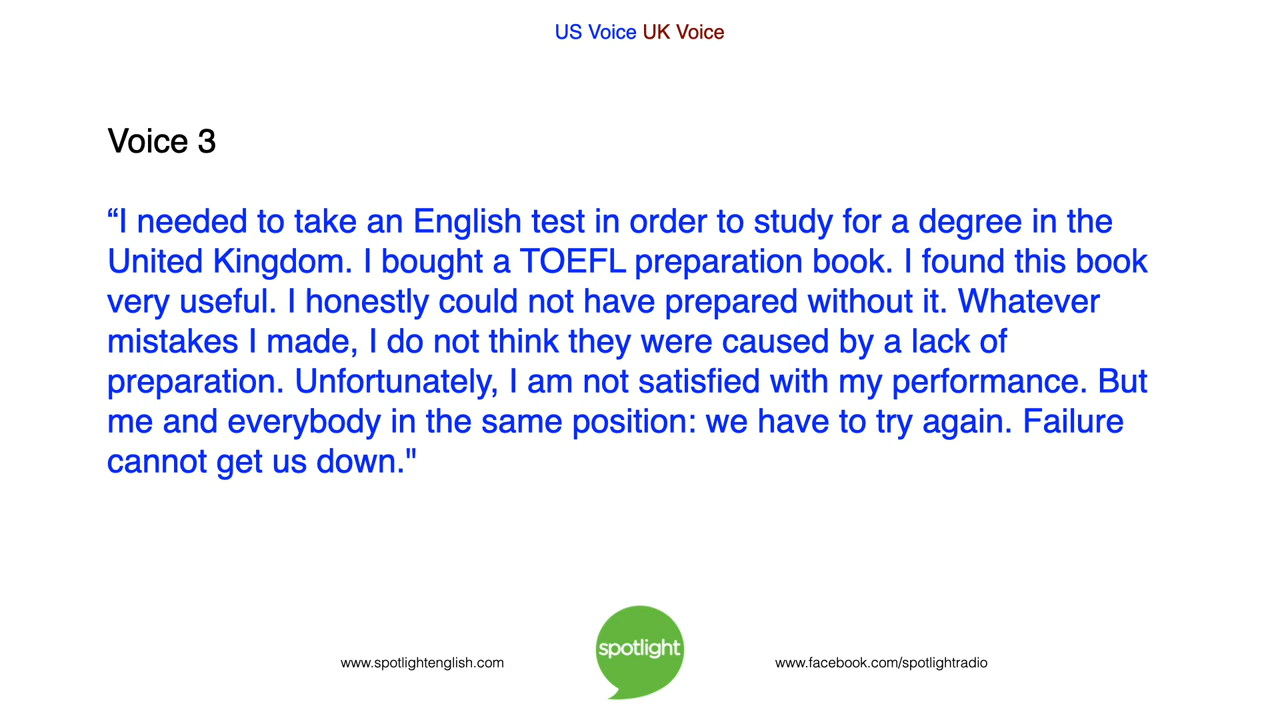 US Voice UK Voice
Voice 3
“I needed to take an English test in order to study for a degree in the
United Kingdom. I bought a TOEFL preparation book. I found this book
very useful. I honestly could not have prepared without it. Whatever
mistakes I made, I do not think they were caused by a lack of
preparation. Unfortunately, I am not satisfied with my performance. But
me and everybody in the same position: we have to try again. Failure
cannot get us down."
www.spotlightenglish.com
spotlight
www.facebook.com/spotlightradio